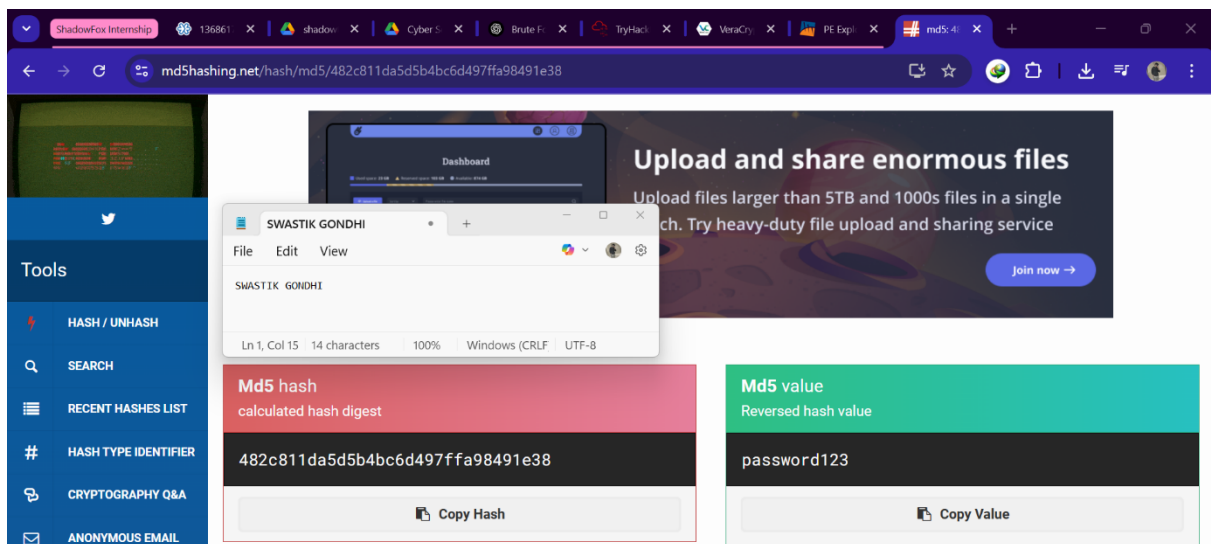 ShadowFox Internship 136861 shadow Cyber S Brute Fo TryHack VeraCry PE Expl md5: 48
md5hashing.net/hash/md5/482c811da5d5b4bc6d497ffa98491e38
Dashboard
Upload and share enormous files
Upload files larger than 5TB and 1000s files in a single
ch. Try heavy-duty file upload and sharing service
Join now →
SWASTIK GONDHI
File Edit View
SWASTIK GONDHI
Ln 1, Col 15 14 characters 100% Windows (CRLF UTF-8
Tools
HASH / UNHASH
SEARCH
RECENT HASHES LIST
HASH TYPE IDENTIFIER
CRYPTOGRAPHY Q&A
ANONYMOUS EMAIL
Md5 hash
calculated hash digest
482c811da5d5b4bc6d497ffa98491e38
Copy Hash
Md5 value
Reversed hash value
password123
Copy Value